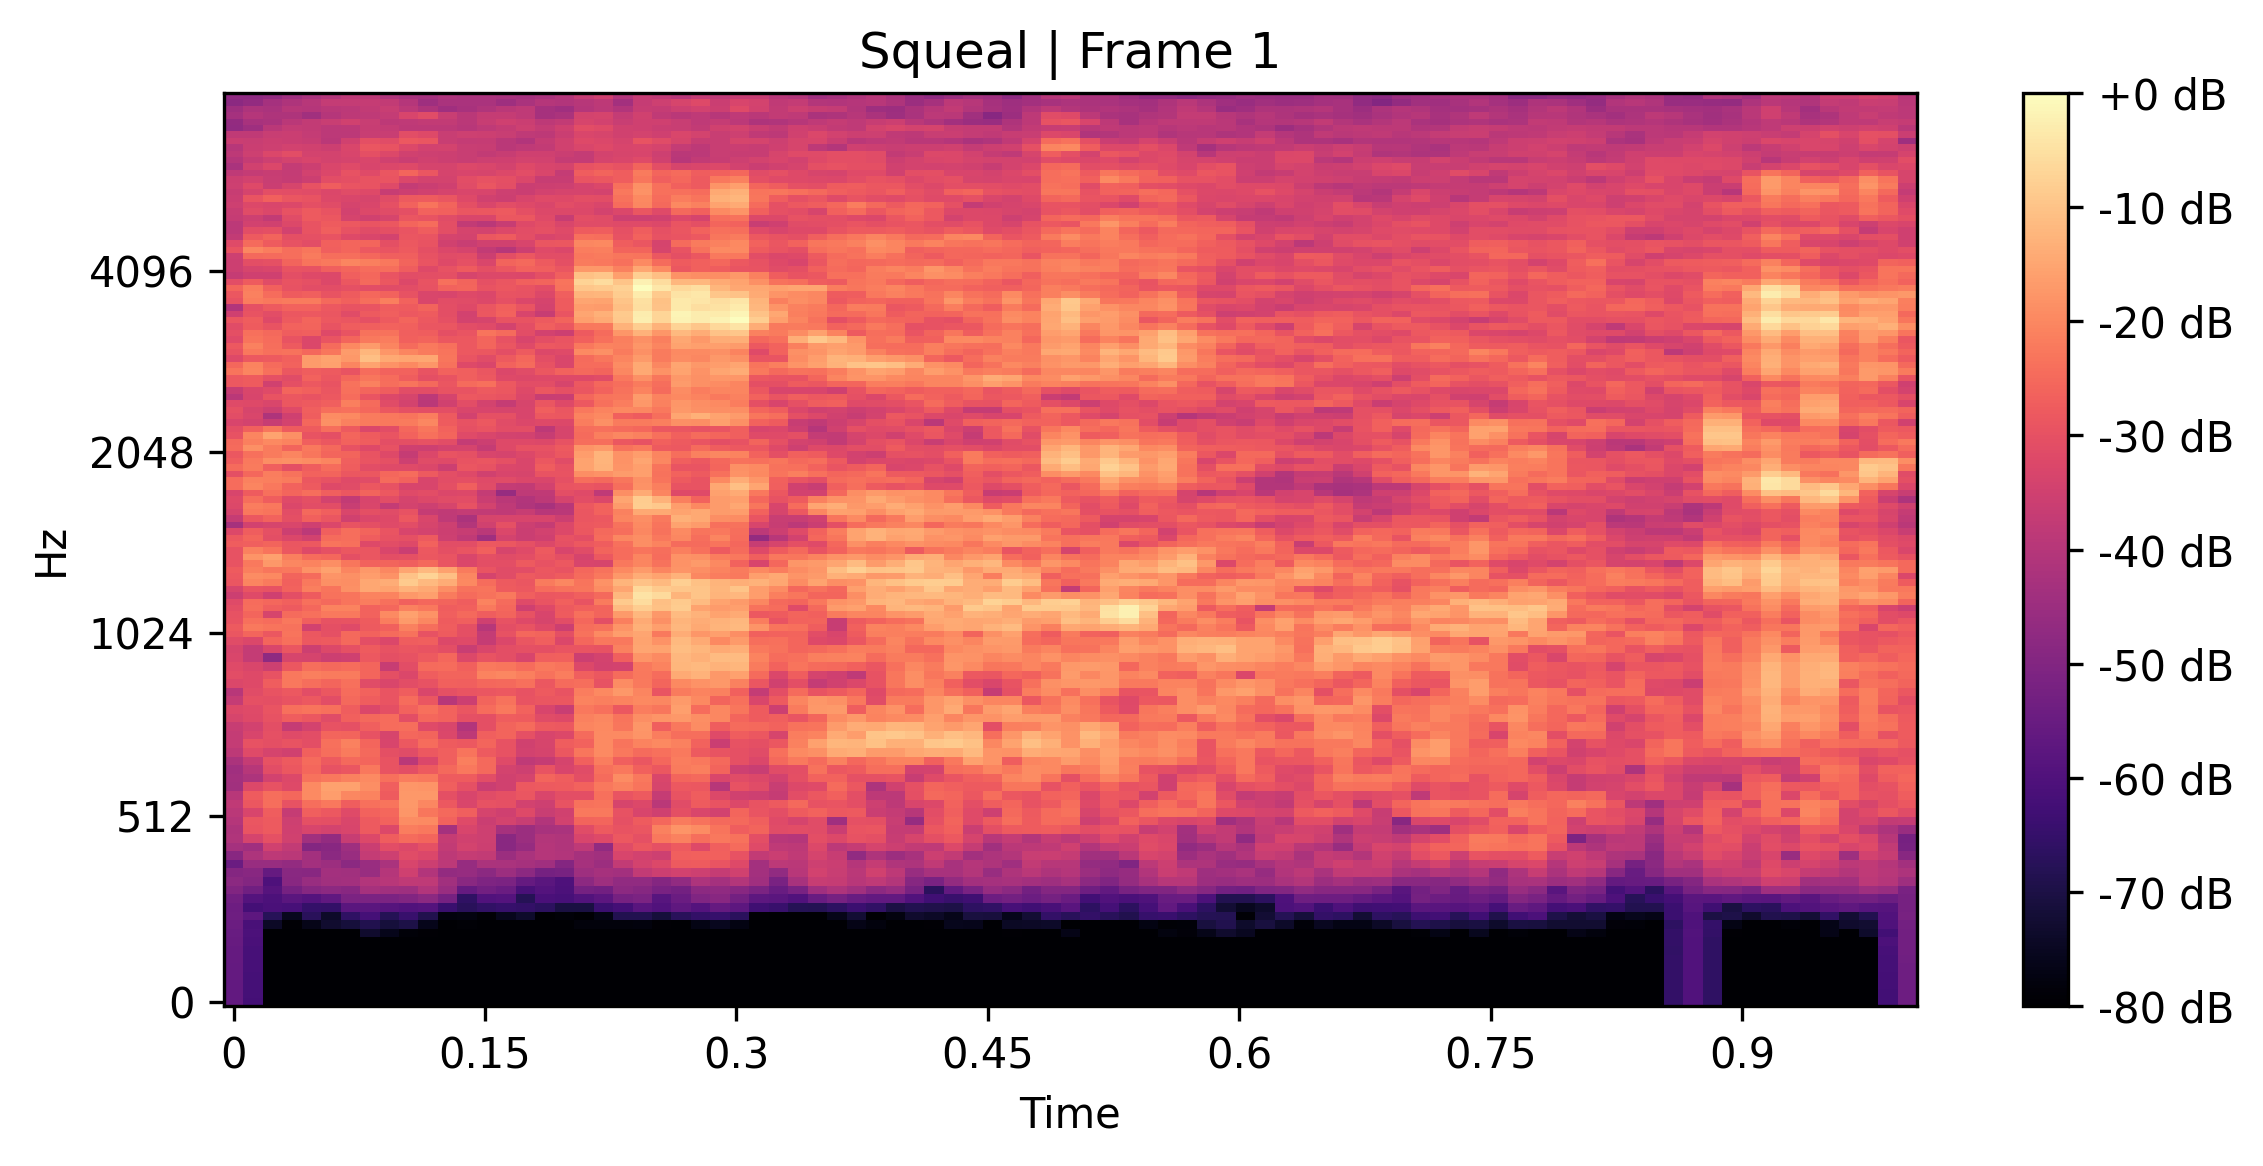 Squeal | Frame 1
Hz
4096
2048
1024
512
0
0 0.15 0.3 0.45 0.6 0.75 0.9
Time
+0 dB
-10 dB
-20 dB
-30 dB
-40 dB
-50 dB
-60 dB
-70 dB
-80 dB